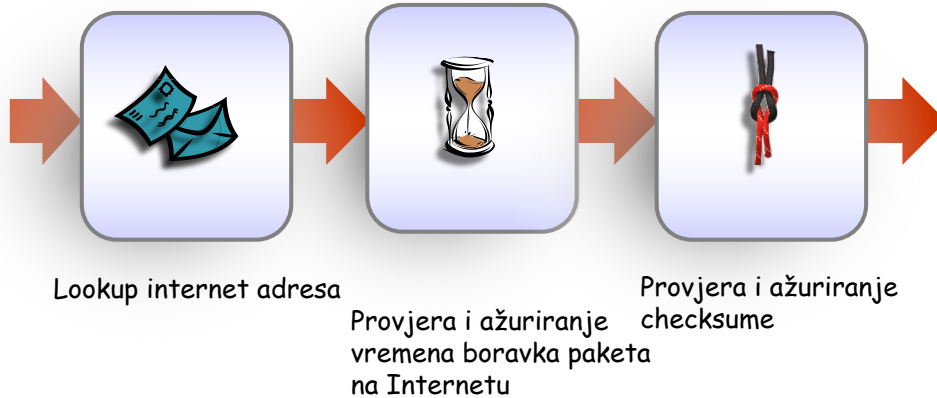 Lookup internet adresa
Provjera i ažuriranje
vremena boravka paketa
na Internetu
Provjera i ažuriranje
checksume